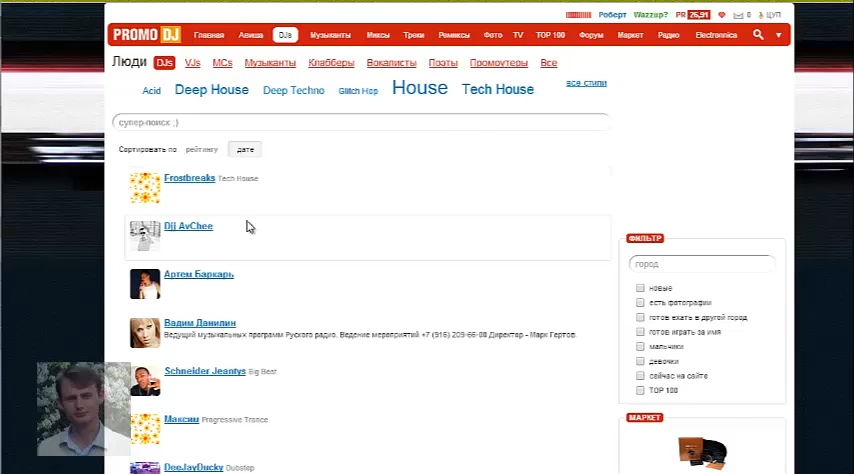 Роберт Wazzup? PR 26,91 0 ЦУП
PROMO DJ Главная Афиша DJs Музыканты Миксы Треки Ремиксы Фото TV TOP 100 Форум Маркет Радио Electronnica
Люди DJs VJs MCs Музыканты Клабберы Вокалисты Поэты Промоутеры Все
Acid Deep House Deep Techno Glitch Hop House Tech House все стили
супер-поиск ;)
Сортировать по рейтингу дате
Frostbreaks Tech House
Djj AvChee
Артем Баркарь
Вадим Данилин
Ведущий музыкальных программ Руского радио. Ведение мероприятий +7 (916) 209-66-08 Директор - Марк Гертов.
Schneider Jeantys Big Beat
Максим Progressive Trance
DeeJayDucky Dubstep
ФИЛЬТР
город
новые
есть фотографии
готов ехать в другой город
готов играть за имя
мальчики
девочки
сейчас на сайте
TOP 100
МАРКЕТ